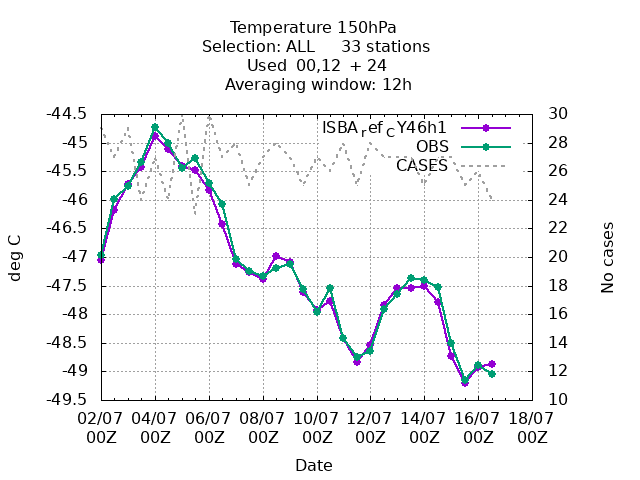 Temperature 150hPa
Selection: ALL 33 stations
Used 00,12 + 24
Averaging window: 12h
-44.5 30
ISBA_ref_CY46h1
-45 28
OBS
-45.5 26
CASES
-46 24
-46.5 22
-47 20
-47.5 18
-48 16
-48.5 14
-49 12
-49.5 10
deg C
No cases
02/07 04/07 06/07 08/07 10/07 12/07 14/07 16/07 18/07
00Z 00Z 00Z 00Z 00Z 00Z 00Z 00Z 00Z
Date